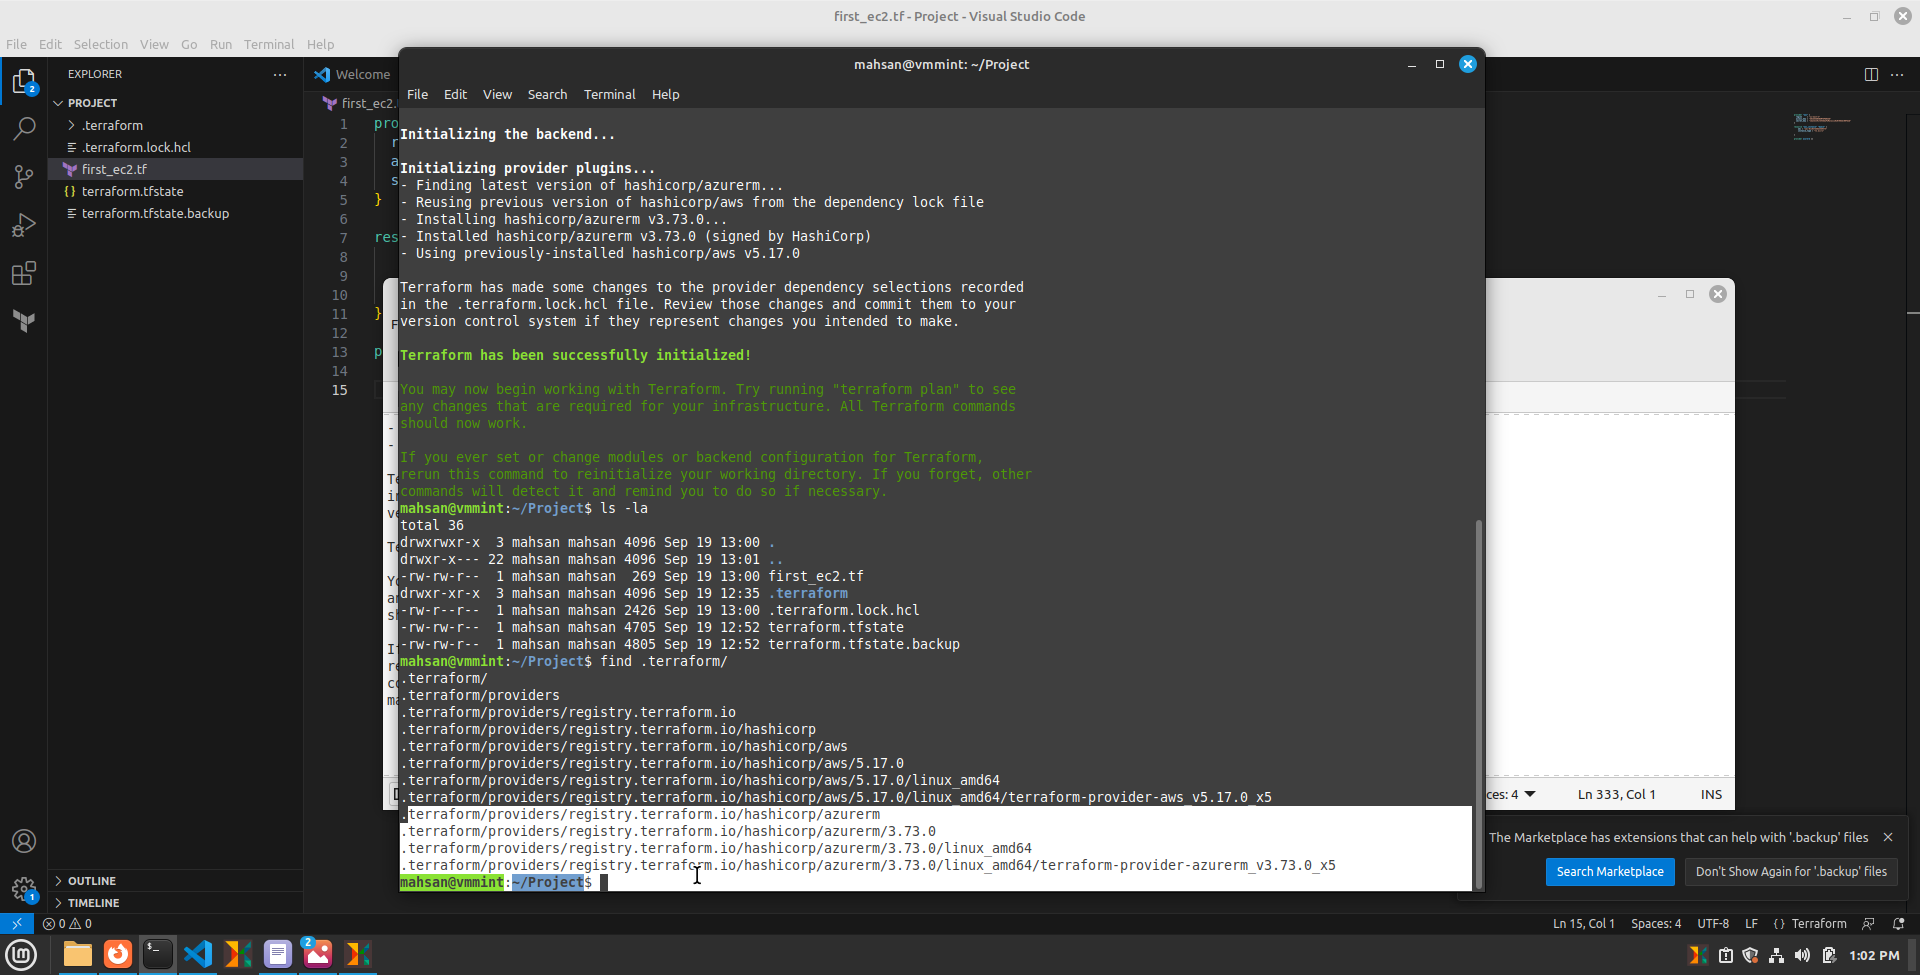 first_ec2.tf - Project - Visual Studio Code
File Edit Selection View Go Run Terminal Help
EXPLORER
PROJECT
.terraform
.terraform.lock.hcl
first_ec2.tf
terraform.tfstate
terraform.tfstate.backup
OUTLINE
TIMELINE
Welcome
first_ec2.
1 pro
2 r
3 a
4 s
5 }
6
7 res
8
9
10
11 }
12
13 p
14
15
mahsan@vmmint: ~/Project
File Edit View Search Terminal Help
Initializing the backend...
Initializing provider plugins...
- Finding latest version of hashicorp/azurerm...
- Reusing previous version of hashicorp/aws from the dependency lock file
- Installing hashicorp/azurerm v3.73.0...
- Installed hashicorp/azurerm v3.73.0 (signed by HashiCorp)
- Using previously-installed hashicorp/aws v5.17.0
Terraform has made some changes to the provider dependency selections recorded
in the .terraform.lock.hcl file. Review those changes and commit them to your
version control system if they represent changes you intended to make.
Terraform has been successfully initialized!
You may now begin working with Terraform. Try running "terraform plan" to see
any changes that are required for your infrastructure. All Terraform commands
should now work.
If you ever set or change modules or backend configuration for Terraform,
rerun this command to reinitialize your working directory. If you forget, other
commands will detect it and remind you to do so if necessary.
mahsan@vmmint:~/Project$ ls -la
total 36
drwxrwxr-x  3 mahsan mahsan 4096 Sep 19 13:00 .
drwxr-x--- 22 mahsan mahsan 4096 Sep 19 13:01 ..
-rw-rw-r--  1 mahsan mahsan  269 Sep 19 13:00 first_ec2.tf
drwxr-xr-x  3 mahsan mahsan 4096 Sep 19 12:35 .terraform
-rw-r--r--  1 mahsan mahsan 2426 Sep 19 13:00 .terraform.lock.hcl
-rw-rw-r--  1 mahsan mahsan 4705 Sep 19 12:52 terraform.tfstate
-rw-rw-r--  1 mahsan mahsan 4805 Sep 19 12:52 terraform.tfstate.backup
mahsan@vmmint:~/Project$ find .terraform/
.terraform/
.terraform/providers
.terraform/providers/registry.terraform.io
.terraform/providers/registry.terraform.io/hashicorp
.terraform/providers/registry.terraform.io/hashicorp/aws
.terraform/providers/registry.terraform.io/hashicorp/aws/5.17.0
.terraform/providers/registry.terraform.io/hashicorp/aws/5.17.0/linux_amd64
.terraform/providers/registry.terraform.io/hashicorp/aws/5.17.0/linux_amd64/terraform-provider-aws_v5.17.0_x5
.terraform/providers/registry.terraform.io/hashicorp/azurerm
.terraform/providers/registry.terraform.io/hashicorp/azurerm/3.73.0
.terraform/providers/registry.terraform.io/hashicorp/azurerm/3.73.0/linux_amd64
.terraform/providers/registry.terraform.io/hashicorp/azurerm/3.73.0/linux_amd64/terraform-provider-azurerm_v3.73.0_x5
mahsan@vmmint:~/Project$
ces: 4 Ln 333, Col 1 INS
The Marketplace has extensions that can help with '.backup' files
Search Marketplace Don't Show Again for '.backup' files
0 0 Ln 15, Col 1 Spaces: 4 UTF-8 LF { } Terraform
2
2
1
1:02 PM